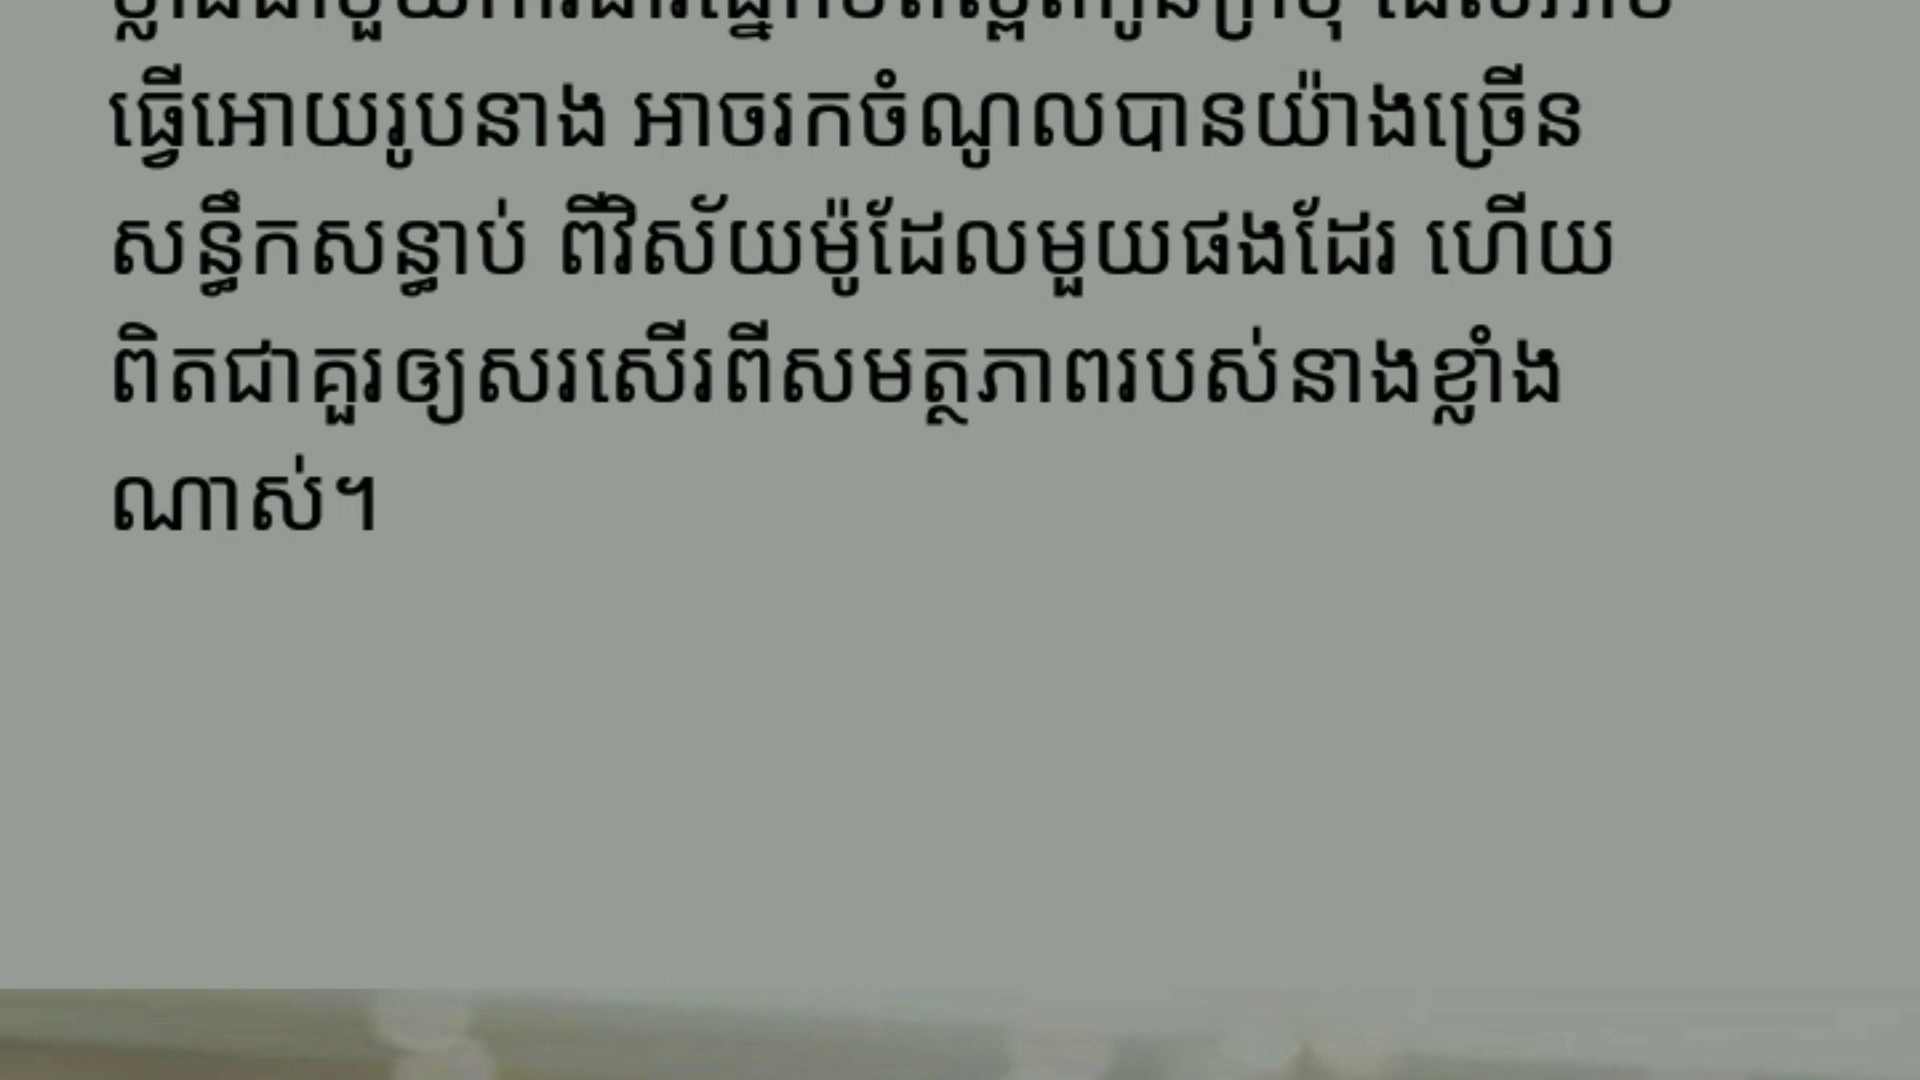 ធ្វើអោយរូបនាង អាចរកចំណូលបានយ៉ាងច្រើន
សន្ធឹកសន្ធាប់ ពីវិស័យម៉ូដែលមួយផងដែរ ហើយ
ពិតជាគួរឲ្យសរសើរពីសមត្ថភាពរបស់នាងខ្លាំង
ណាស់។